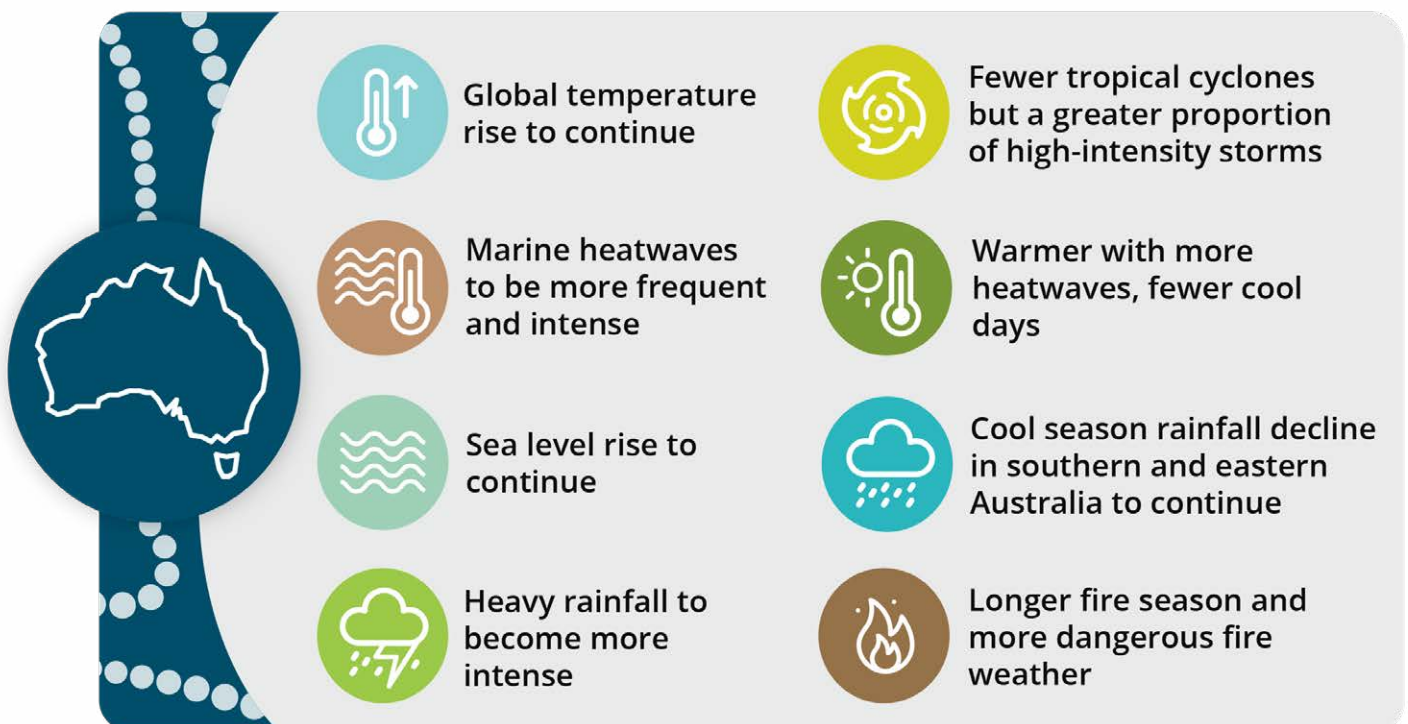 Global temperature
rise to continue
Marine heatwaves
to be more frequent
and intense
Sea level rise to
continue
Heavy rainfall to
become more
intense
Fewer tropical cyclones
but a greater proportion
of high-intensity storms
Warmer with more
heatwaves, fewer cool
days
Cool season rainfall decline
in southern and eastern
Australia to continue
Longer fire season and
more dangerous fire
weather